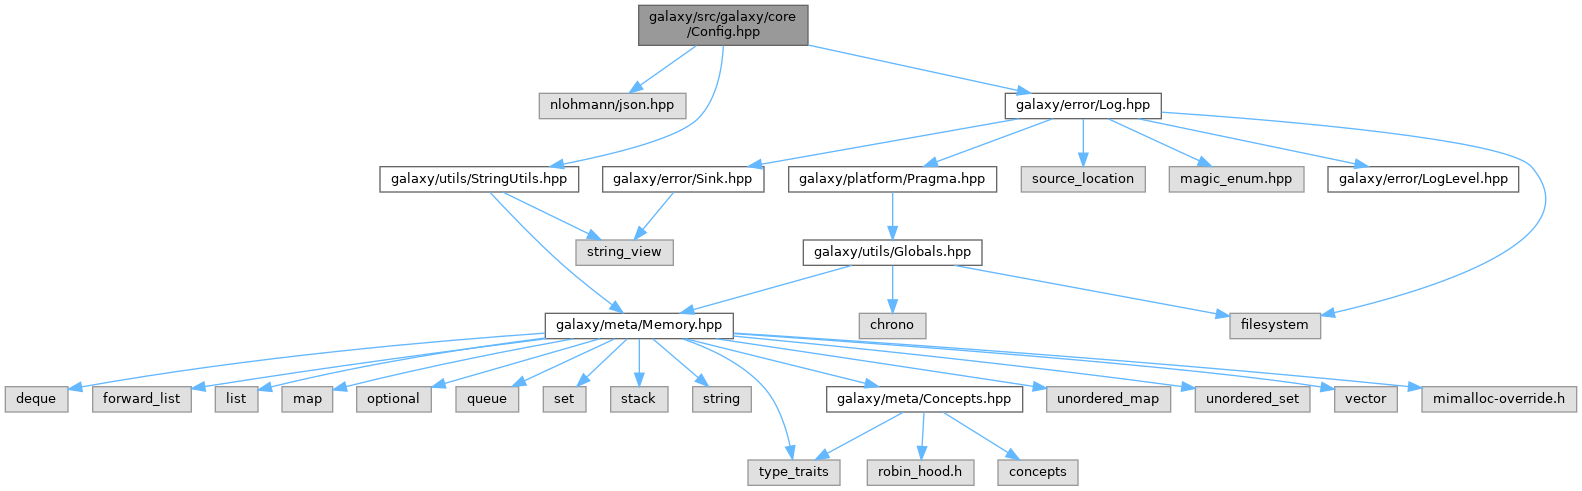 galaxy/src/galaxy/core
/Config.hpp
nlohmann/json.hpp
galaxy/error/Log.hpp
galaxy/utils/StringUtils.hpp
galaxy/error/Sink.hpp
galaxy/platform/Pragma.hpp
source_location
magic_enum.hpp
galaxy/error/LogLevel.hpp
string_view
galaxy/utils/Globals.hpp
galaxy/meta/Memory.hpp
chrono
filesystem
deque
forward_list
list
map
optional
queue
set
stack
string
galaxy/meta/Concepts.hpp
unordered_map
unordered_set
vector
mimalloc-override.h
type_traits
robin_hood.h
concepts